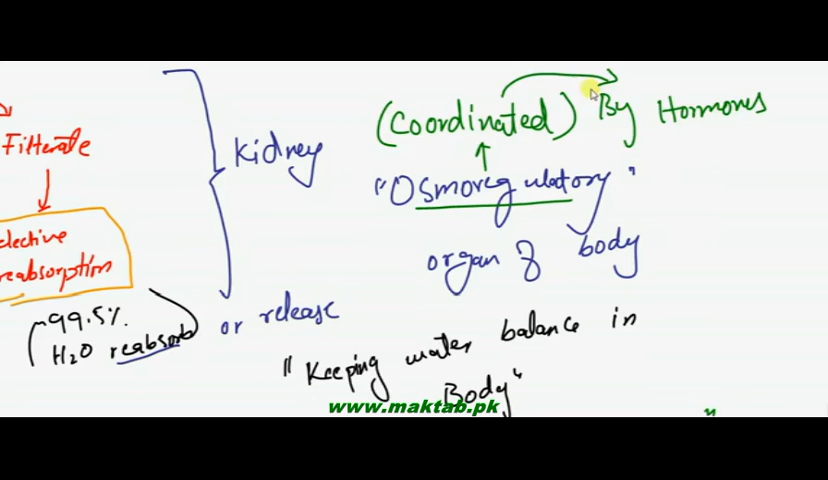 (Coordinated) By Hormones
Filterate
Kidney
"Osmoregulatory"
organ of body
elective
reabsorption
~99.5%
H2O reabsorb
or release
"Keeping water balance in
Body"
www.maktab.pk